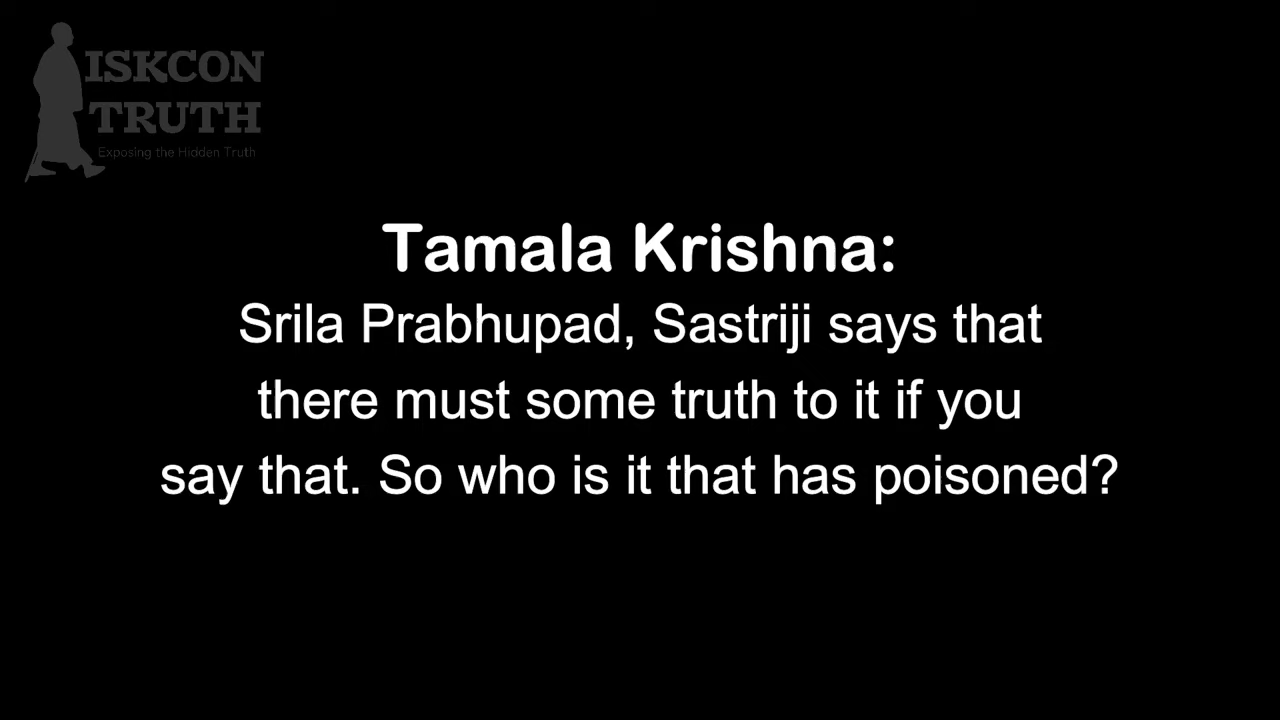 ISKCON
TRUTH
Exposing the Hidden Truth
Tamala Krishna:
Srila Prabhupad, Sastriji says that
there must some truth to it if you
say that. So who is it that has poisoned?